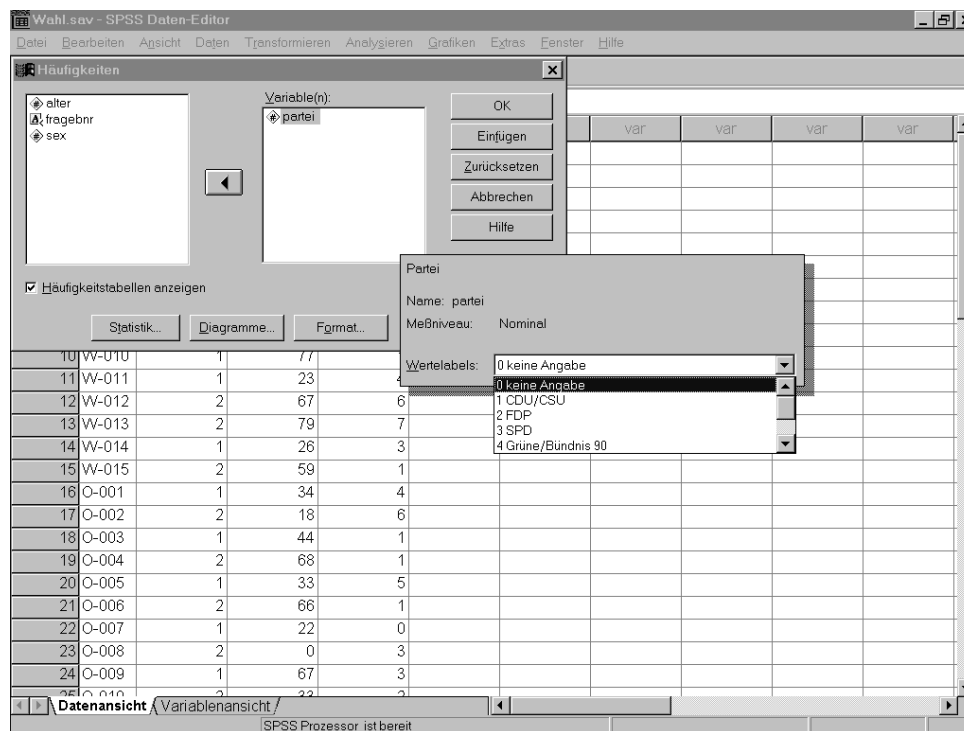 Wahl.sav - SPSS Daten-Editor
Datei Bearbeiten Ansicht Daten Transformieren Analysieren Grafiken Extras Fenster Hilfe
Häufigkeiten
alter
fragebnr
sex
Variable(n):
partei
OK
Einfügen
Zurücksetzen
Abbrechen
Hilfe
Häufigkeitstabellen anzeigen
Statistik... Diagramme... Format...
var var var var
Partei
Name: partei
Meßniveau: Nominal
Wertelabels: 0 keine Angabe
0 keine Angabe
1 CDU/CSU
2 FDP
3 SPD
4 Grüne/Bündnis 90
10 W-010 1 77
11 W-011 1 23
12 W-012 2 67 6
13 W-013 2 79 7
14 W-014 1 26 3
15 W-015 2 59 1
16 O-001 1 34 4
17 O-002 2 18 6
18 O-003 1 44 1
19 O-004 2 68 1
20 O-005 1 33 5
21 O-006 2 66 1
22 O-007 1 22 0
23 O-008 2 0 3
24 O-009 1 67 3
Datenansicht Variablenansicht
SPSS Prozessor ist bereit